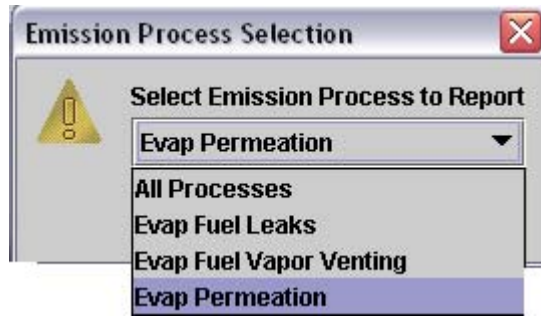 Emission Process Selection
Select Emission Process to Report
Evap Permeation
All Processes
Evap Fuel Leaks
Evap Fuel Vapor Venting
Evap Permeation